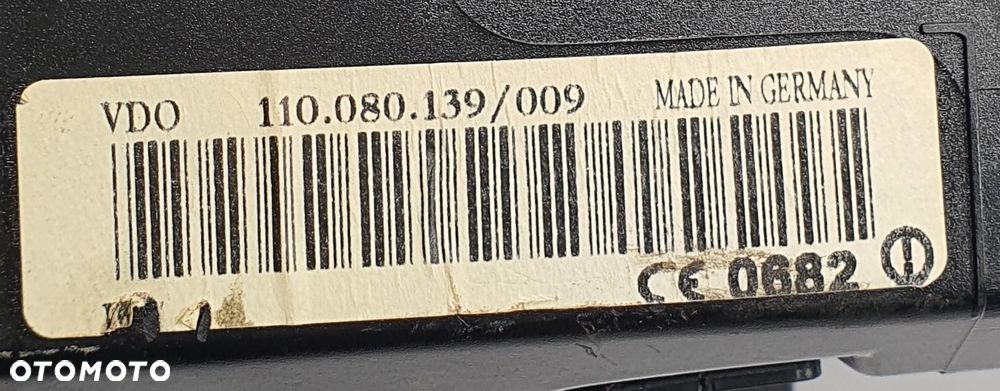 VDO 110.080.139/009 MADE IN GERMANY
CE 0682
OTOMOTO